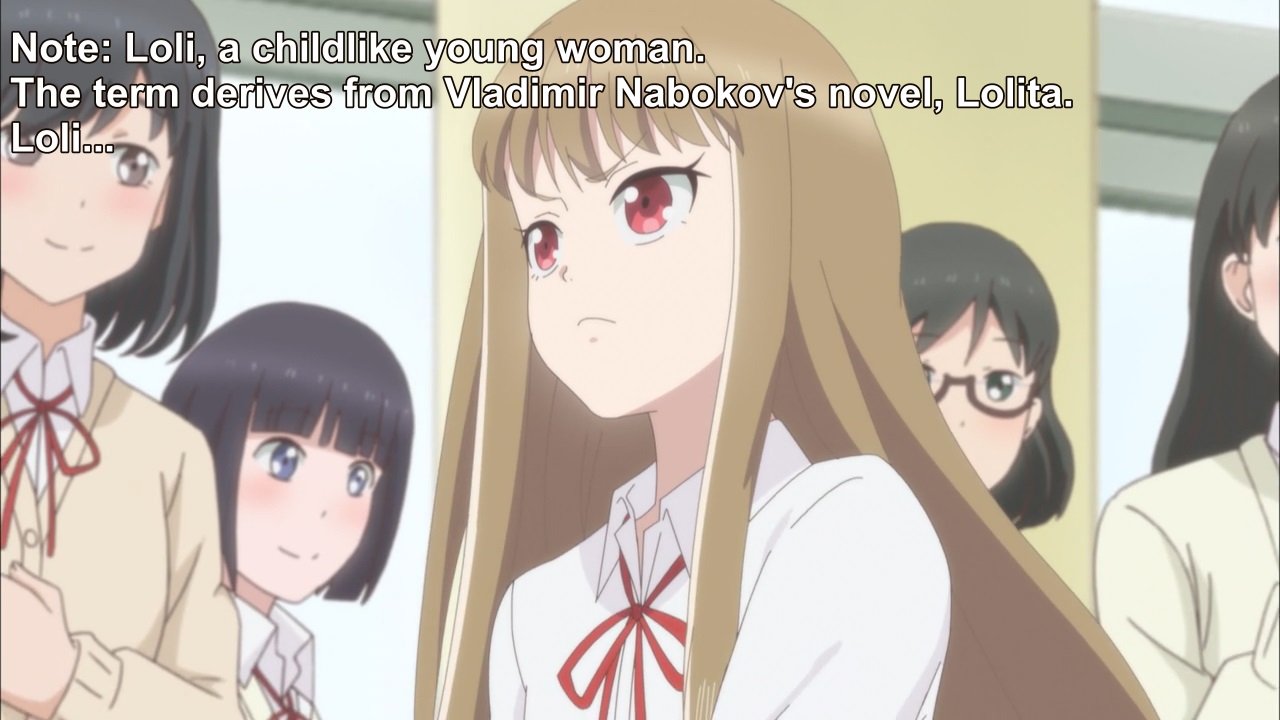 Note: Loli, a childlike young woman.
The term derives from Vladimir Nabokov's novel, Lolita.
Loli...